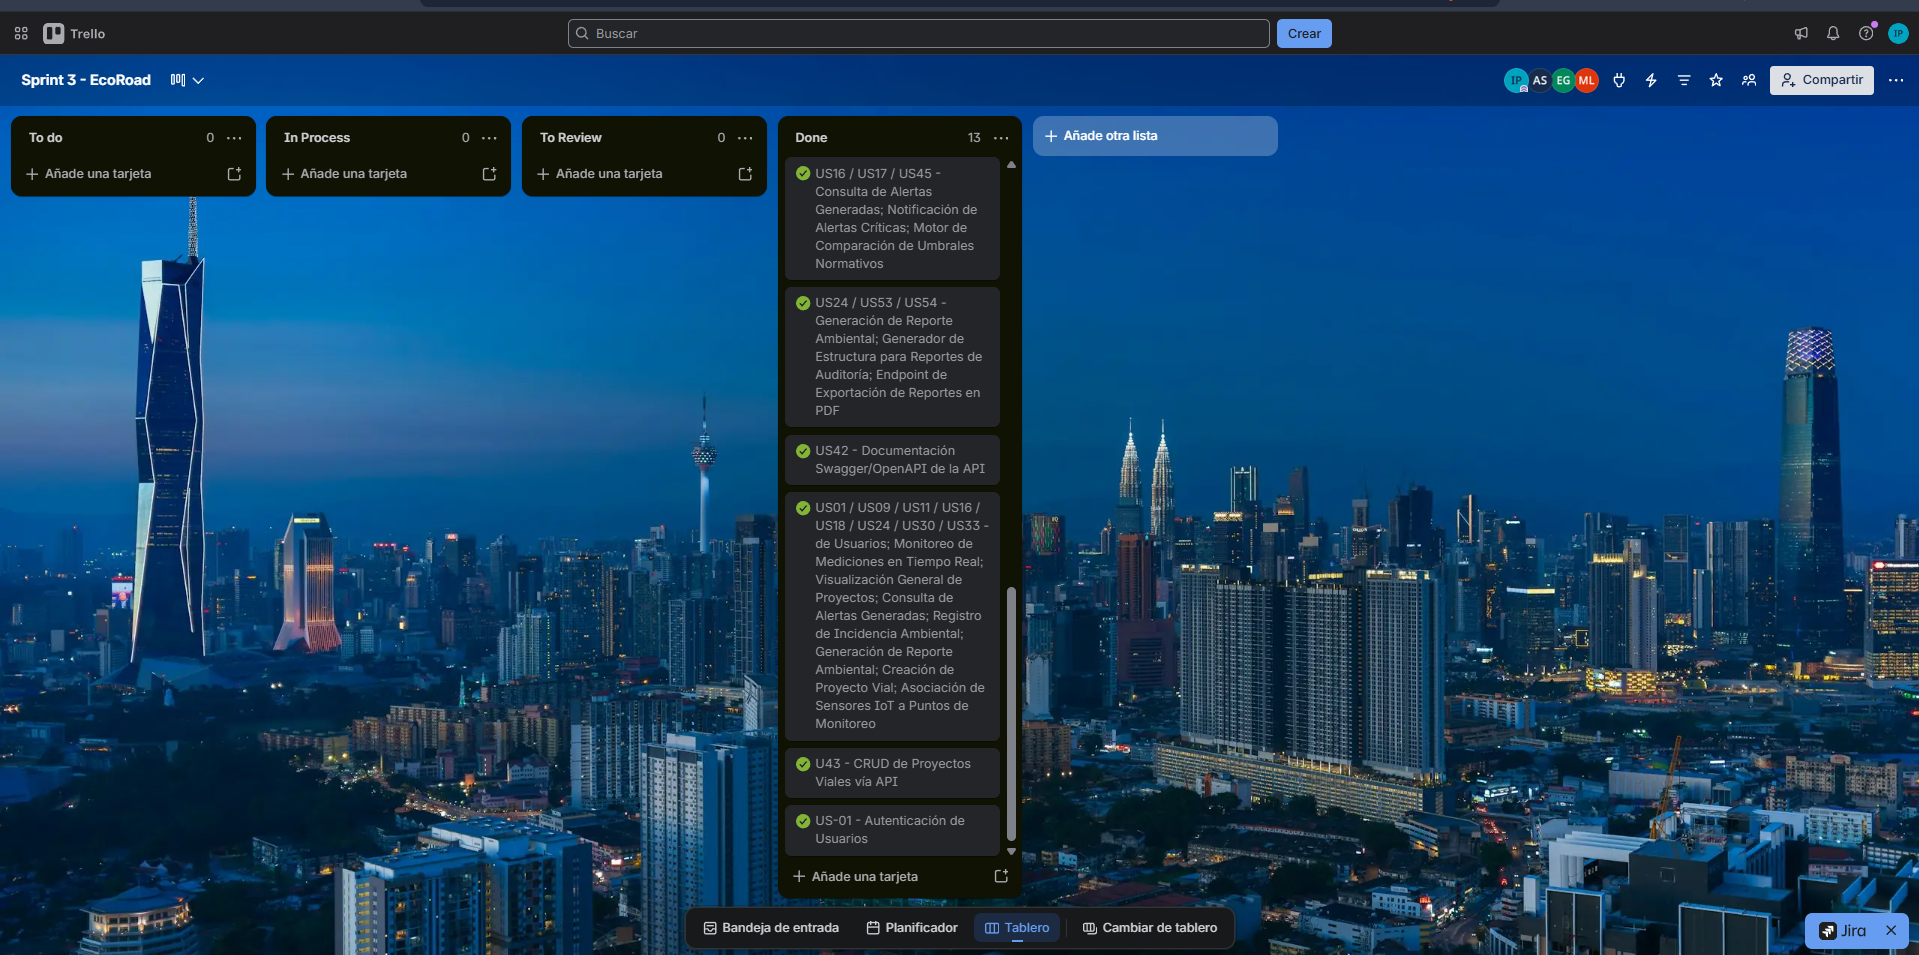 Trello
Buscar
Crear
IP
Sprint 3 - EcoRoad
IP
AS
EG
ML
Compartir
To do
0
Añade una tarjeta
In Process
0
Añade una tarjeta
To Review
0
Añade una tarjeta
Done
13
US16 / US17 / US45 -
Consulta de Alertas
Generadas; Notificación de
Alertas Críticas; Motor de
Comparación de Umbrales
Normativos
US24 / US53 / US54 -
Generación de Reporte
Ambiental; Generador de
Estructura para Reportes de
Auditoría; Endpoint de
Exportación de Reportes en
PDF
US42 - Documentación
Swagger/OpenAPI de la API
US01 / US09 / US11 / US16 /
US18 / US24 / US30 / US33 -
de Usuarios; Monitoreo de
Mediciones en Tiempo Real;
Visualización General de
Proyectos; Consulta de
Alertas Generadas; Registro
de Incidencia Ambiental;
Generación de Reporte
Ambiental; Creación de
Proyecto Vial; Asociación de
Sensores IoT a Puntos de
Monitoreo
U43 - CRUD de Proyectos
Viales vía API
US-01 - Autenticación de
Usuarios
Añade una tarjeta
Añade otra lista
Bandeja de entrada
Planificador
Tablero
Cambiar de tablero
Jira